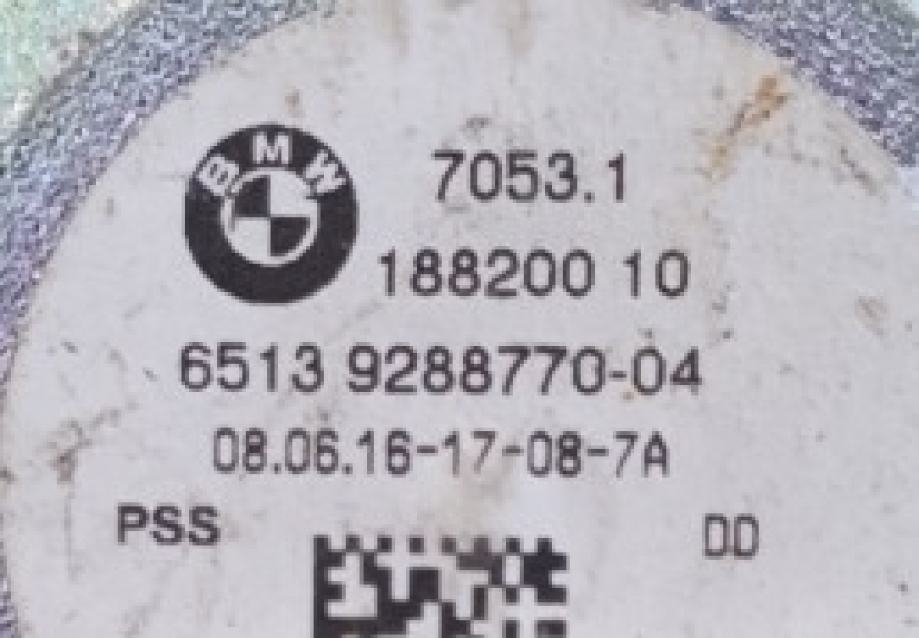 BMW
7053.1
188200 10
6513 9288770-04
08.06.16-17-08-7A
PSS DD